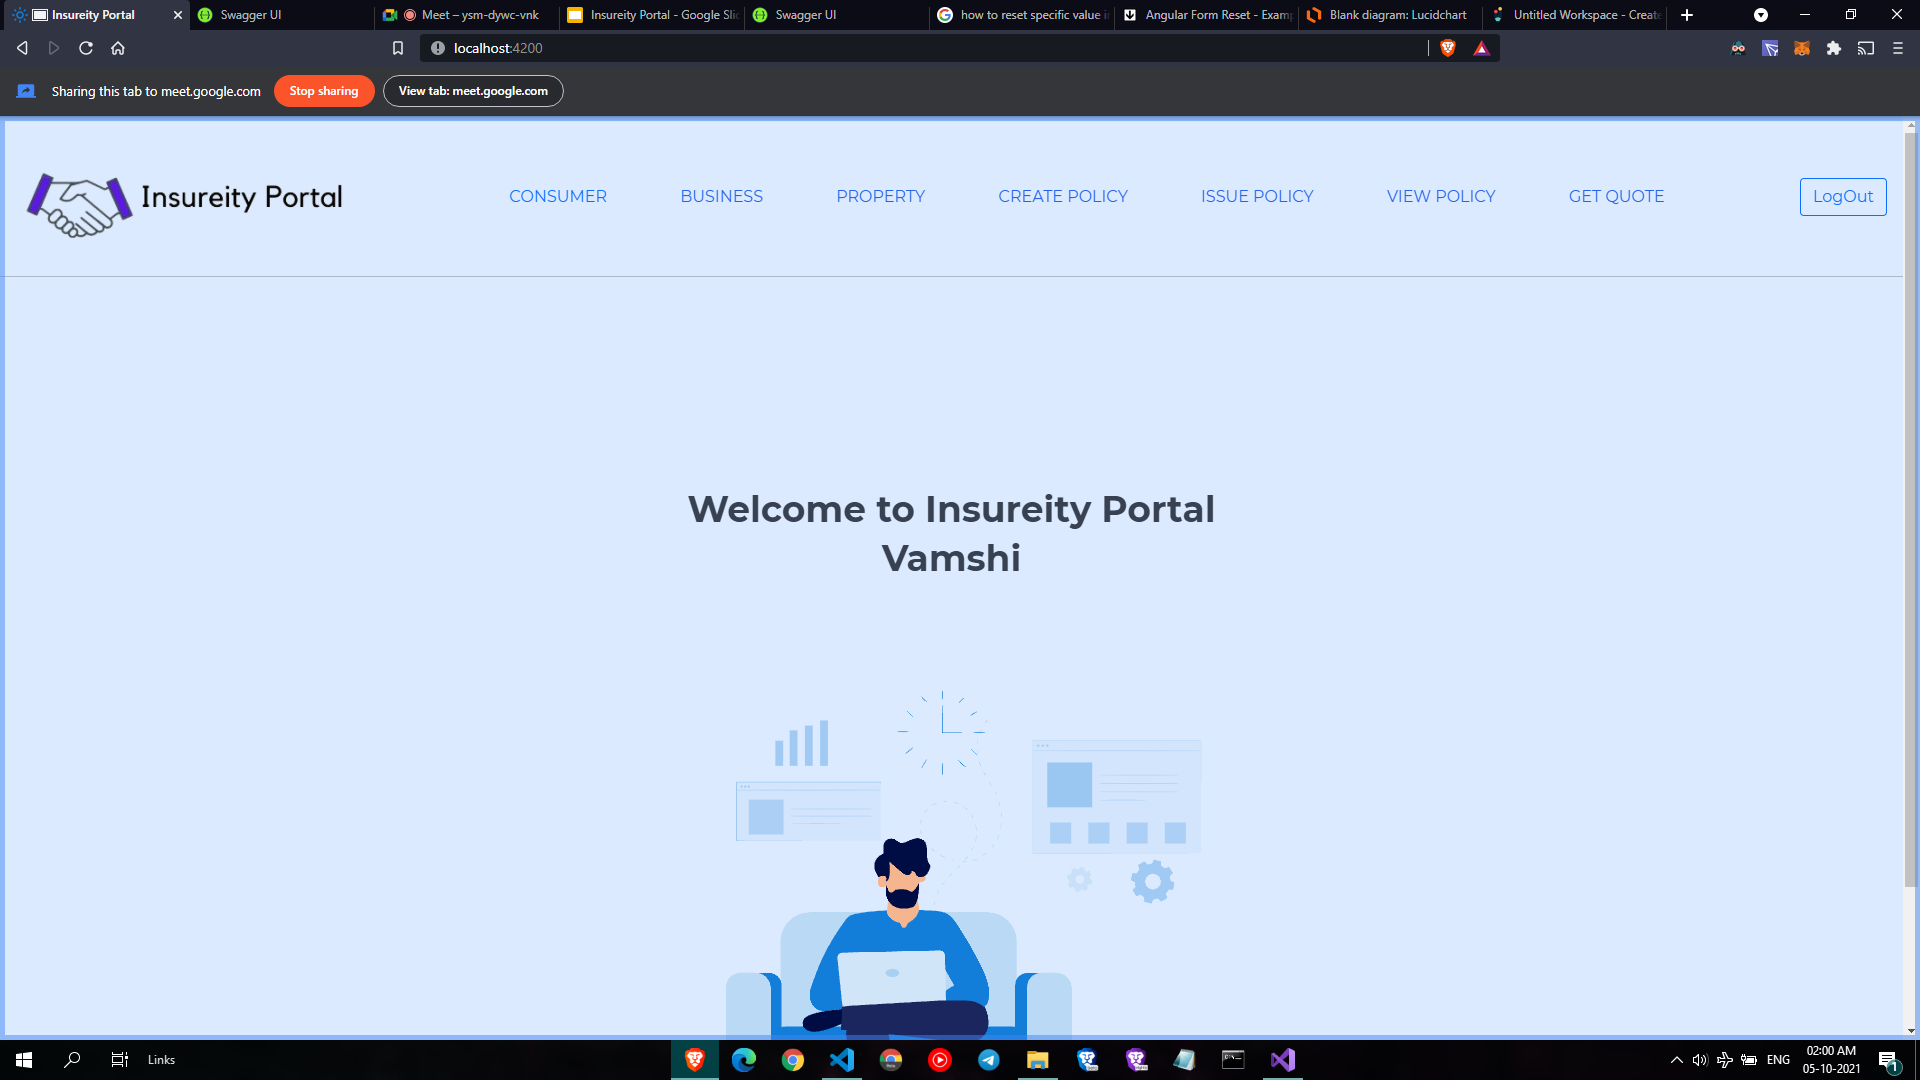 Insureity Portal
Swagger UI
Meet – ysm-dywc-vnk
Insureity Portal - Google Slic
Swagger UI
how to reset specific value i
Angular Form Reset - Examp
Blank diagram: Lucidchart
Untitled Workspace - Create
localhost:4200
Sharing this tab to meet.google.com
Stop sharing
View tab: meet.google.com
Insureity Portal
CONSUMER
BUSINESS
PROPERTY
CREATE POLICY
ISSUE POLICY
VIEW POLICY
GET QUOTE
LogOut
Welcome to Insureity Portal
Vamshi
Links
ENG
02:00 AM
05-10-2021
1